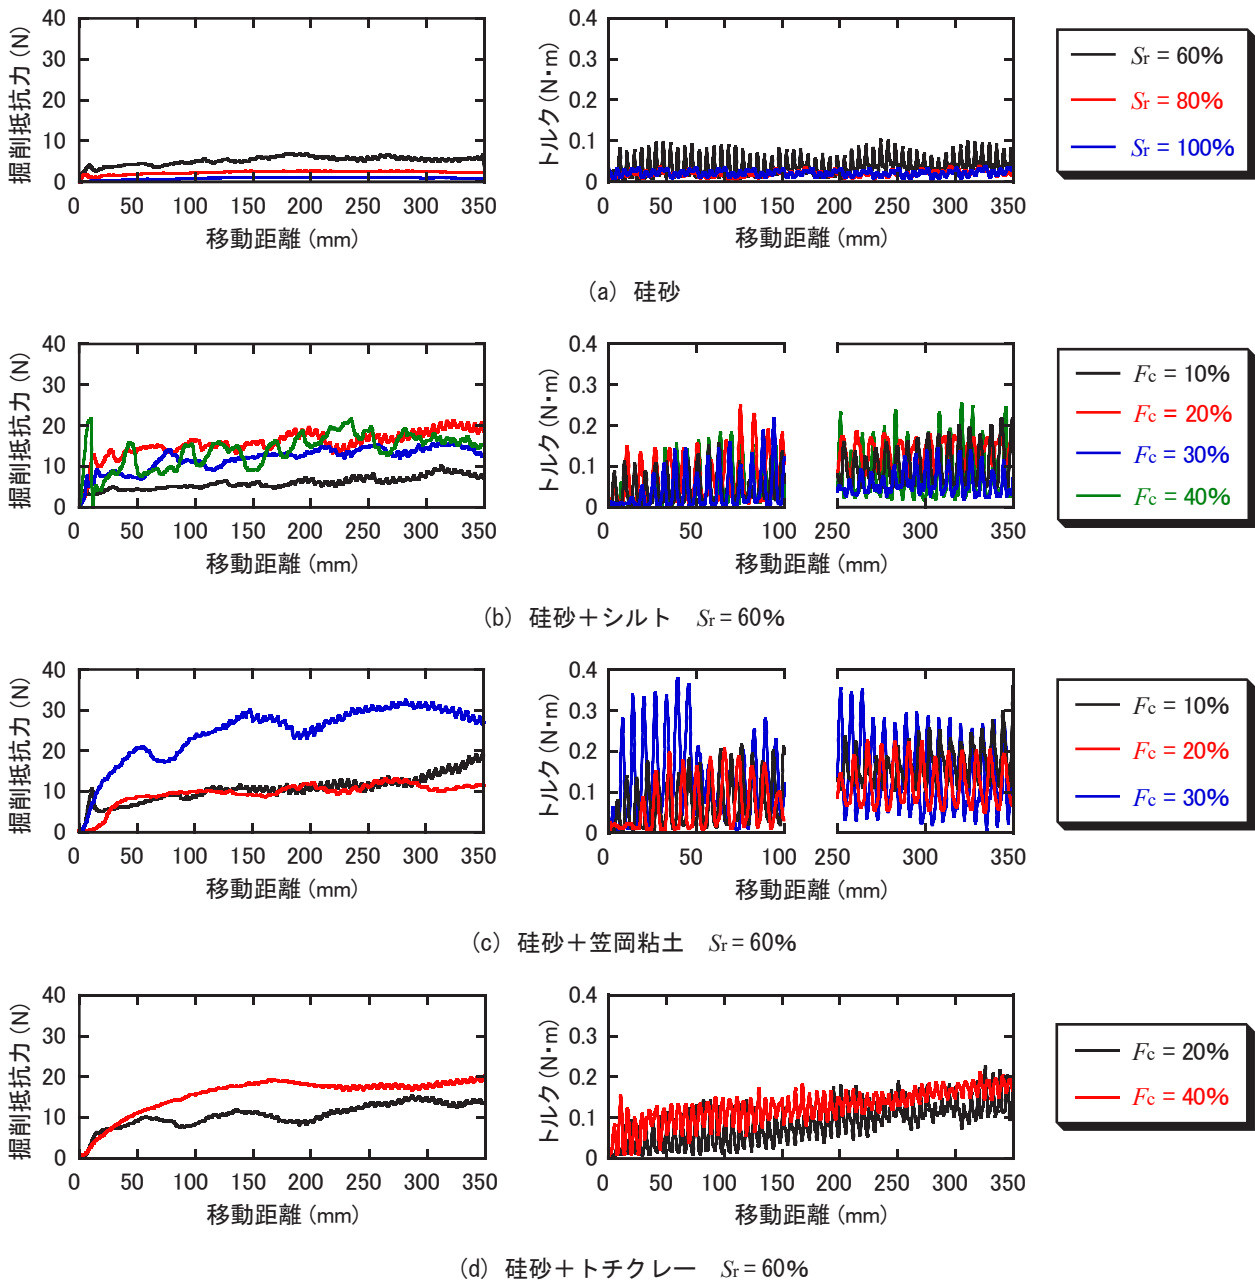 掘削抵抗力 (N)
40
30
20
10
0
0 50 100 150 200 250 300 350
移動距離 (mm)
トルク (N・m)
0.4
0.3
0.2
0.1
0
0 50 100 150 200 250 300 350
移動距離 (mm)
Sr = 60%
Sr = 80%
Sr = 100%
(a) 硅砂
掘削抵抗力 (N)
40
30
20
10
0
0 50 100 150 200 250 300 350
移動距離 (mm)
トルク (N・m)
0.4
0.3
0.2
0.1
0
0 50 100 250 300 350
移動距離 (mm)
Fc = 10%
Fc = 20%
Fc = 30%
Fc = 40%
(b) 硅砂+シルト Sr = 60%
掘削抵抗力 (N)
40
30
20
10
0
0 50 100 150 200 250 300 350
移動距離 (mm)
トルク (N・m)
0.4
0.3
0.2
0.1
0
0 50 100 250 300 350
移動距離 (mm)
Fc = 10%
Fc = 20%
Fc = 30%
(c) 硅砂+笠岡粘土 Sr = 60%
掘削抵抗力 (N)
40
30
20
10
0
0 50 100 150 200 250 300 350
移動距離 (mm)
トルク (N・m)
0.4
0.3
0.2
0.1
0
0 50 100 150 200 250 300 350
移動距離 (mm)
Fc = 20%
Fc = 40%
(d) 硅砂+トチクレー Sr = 60%